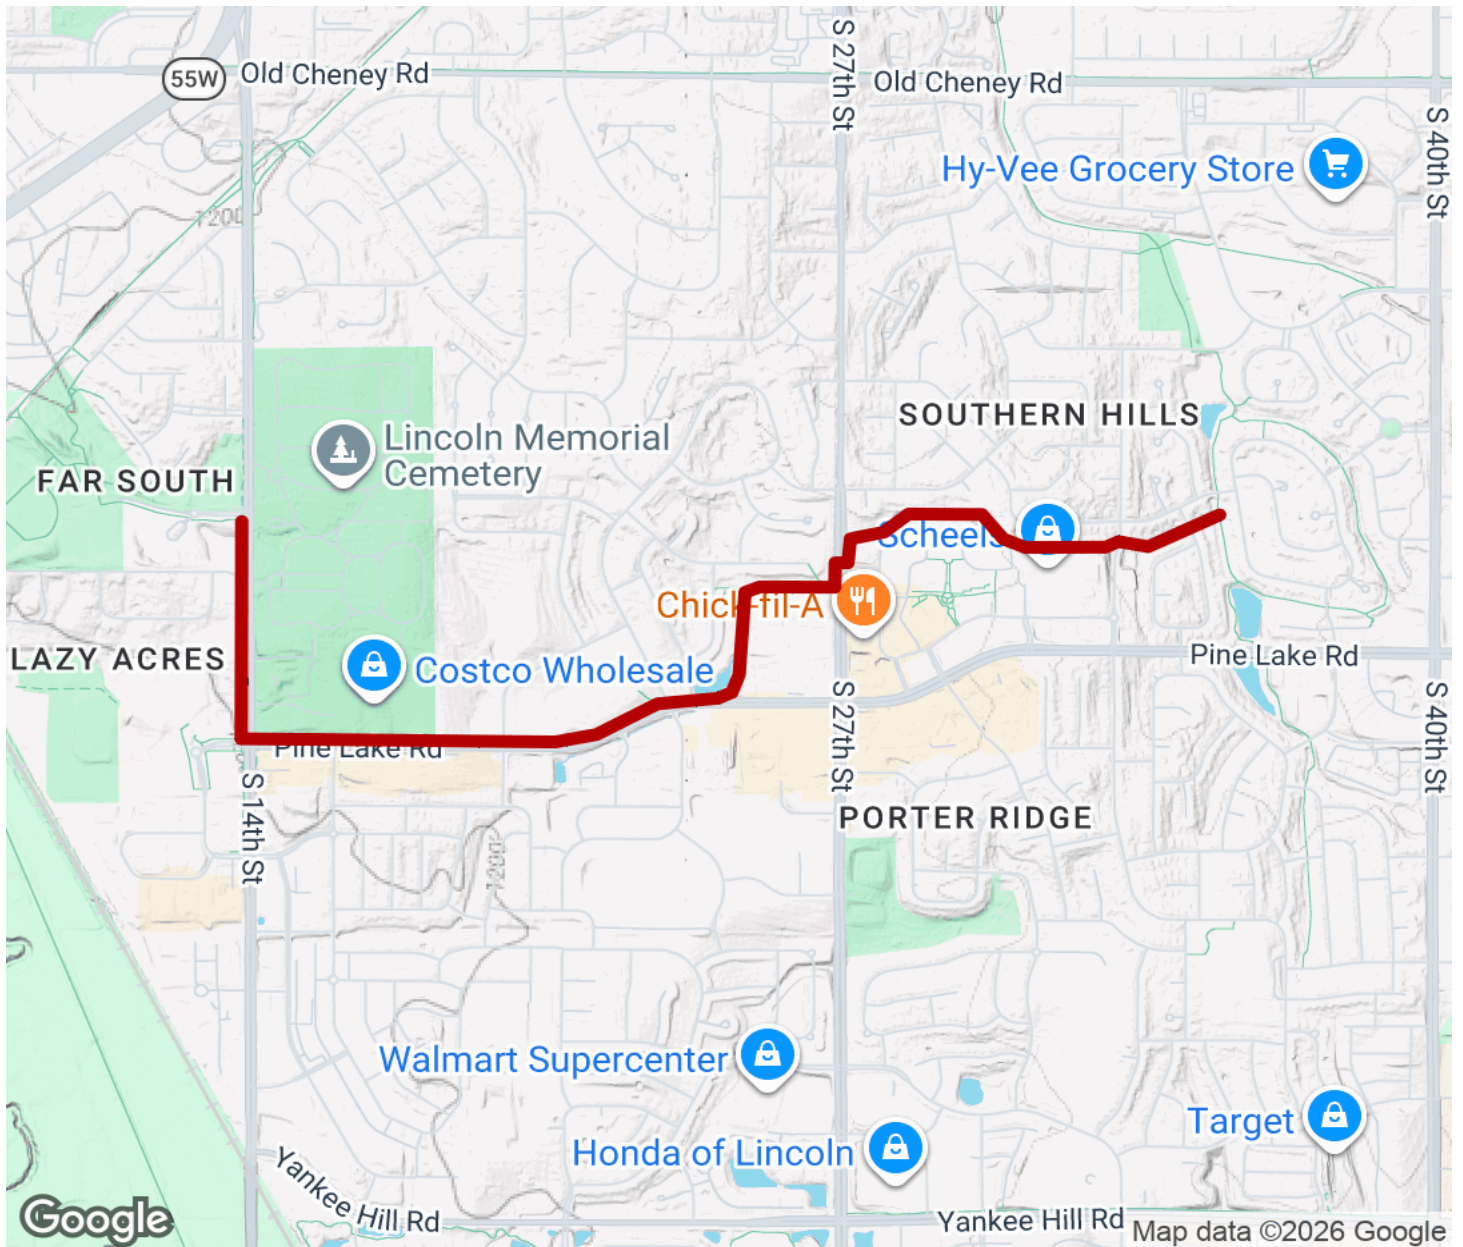 55W
Old Cheney Rd
S 27th St
Old Cheney Rd
S 40th St
Hy-Vee Grocery Store
SOUTHERN HILLS
Lincoln Memorial
Cemetery
FAR SOUTH
Scheels
Chick-fil-A
LAZY ACRES
Costco Wholesale
Pine Lake Rd
Pine Lake Rd
S 14th St
S 27th St
S 40th St
PORTER RIDGE
Walmart Supercenter
Honda of Lincoln
Target
Yankee Hill Rd
Yankee Hill Rd
Google
Map data ©2026 Google